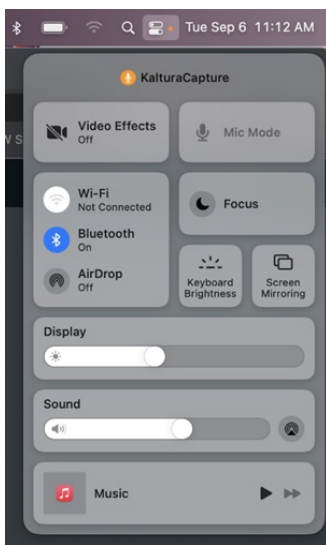 Tue Sep 6 11:12 AM
KalturaCapture
Video Effects
Off
Mic Mode
Wi-Fi
Not Connected
Bluetooth
On
AirDrop
Off
Focus
Keyboard
Brightness
Screen
Mirroring
Display
Sound
Music